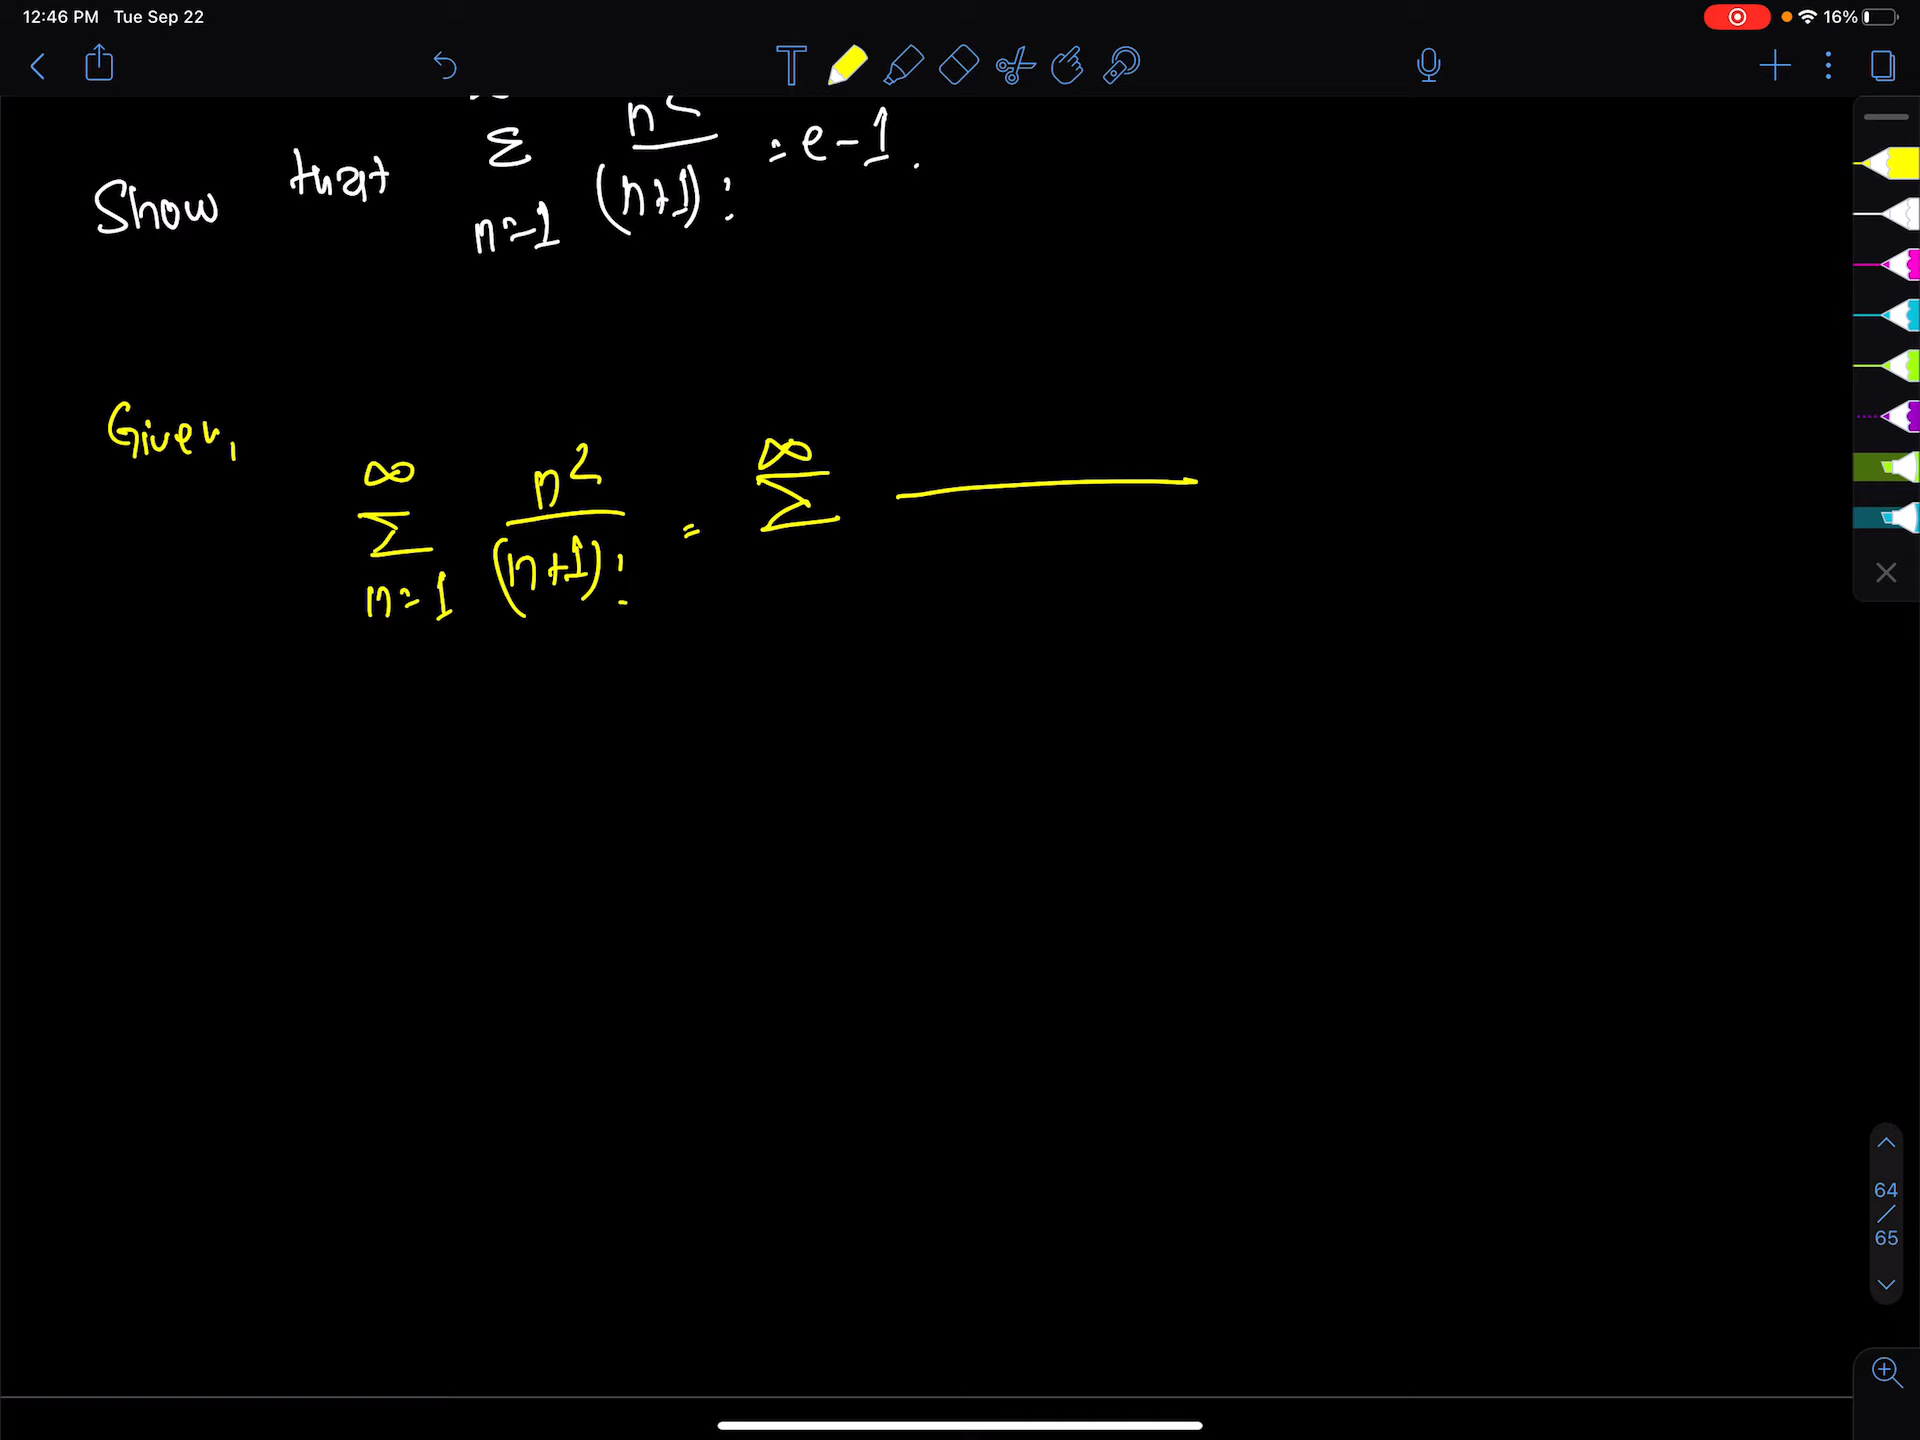 12:46 PM Tue Sep 22 16%
Show that ∞ Σ n=1 n² / (n+1)! = e - 1.
Given,
∞ Σ n=1 n² / (n+1)! = ∞ Σ
64
/
65